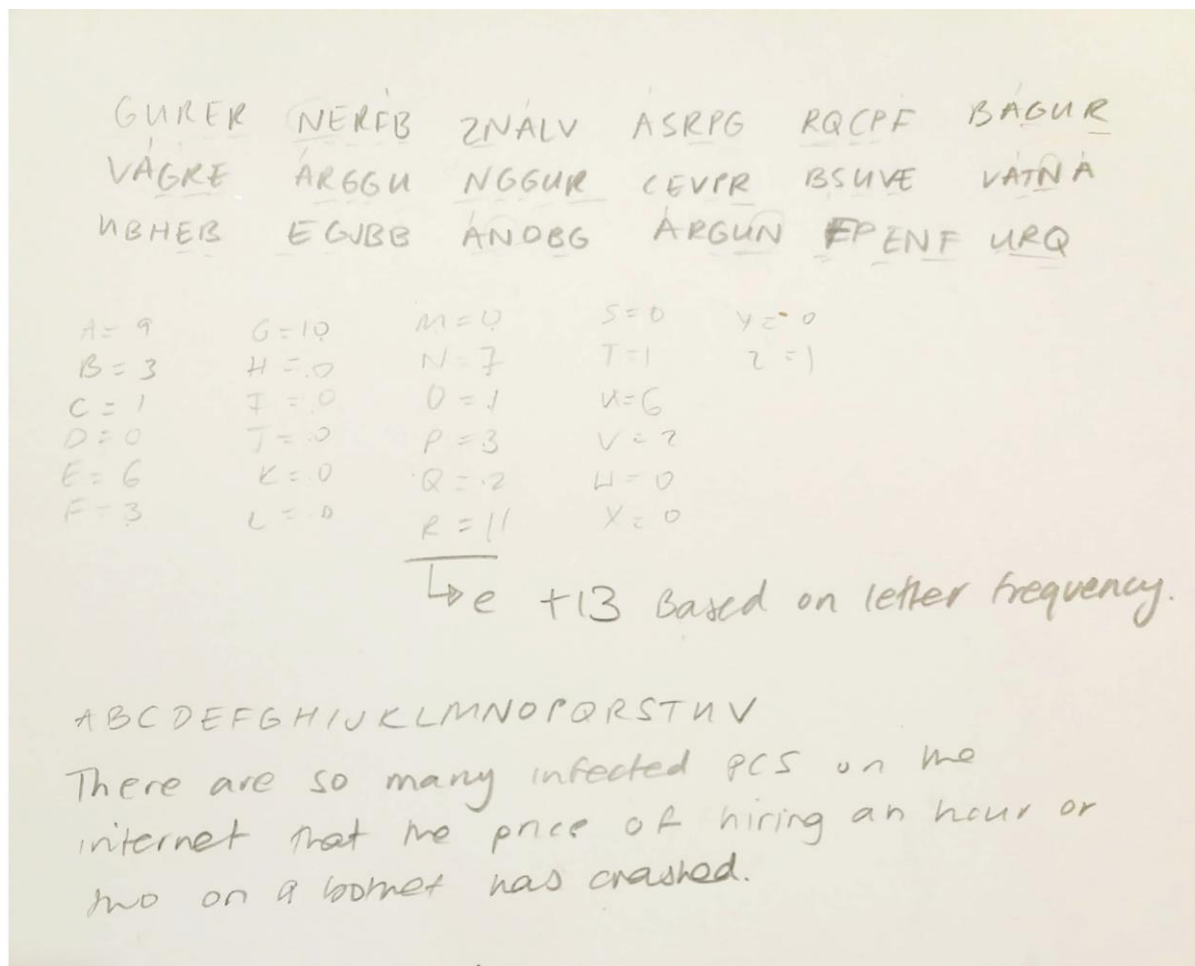 GURER NERFB ZNALV ASRPG RQCPF BAGUR
VAGRE ARGGU NGGUR CEVPR BSUVE VATNA
UBHEB EGJBB ANOBG ARGUN FPENF URQ
A = 9 G = 10 M = 0 S = 0 Y = 0
B = 3 H = 0 N = 7 T = 1 Z = 1
C = 1 I = 0 O = 1 U = 6
D = 0 J = 0 P = 3 V = 2
E = 6 K = 0 Q = 2 W = 0
F = 3 L = 0 R = 11 X = 0
↳ e +13 Based on letter frequency.
ABCDEFGHIJKLMNOPQRSTUV
There are so many infected PCS on the
internet that the price of hiring an hour or
two on a botnet has crashed.